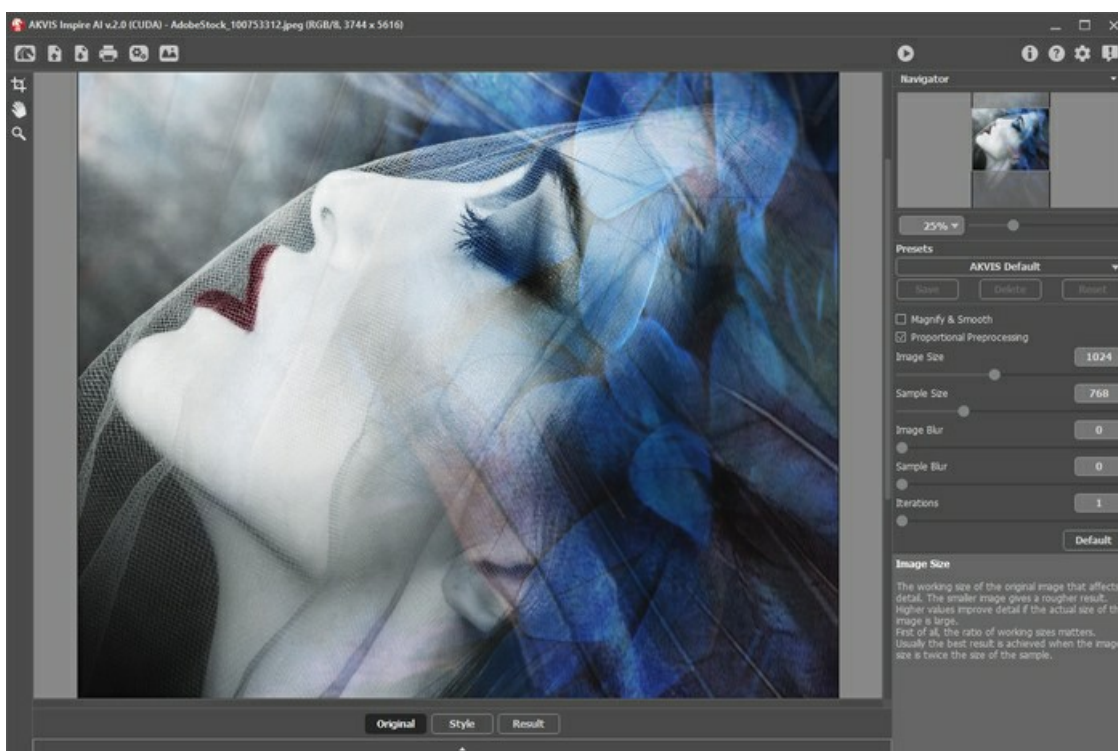 AKVIS Inspire AI v.2.0 (CUDA) - AdobeStock_100753312.jpeg (RGB/8, 3744 x 5616)
Navigator
25%
Presets
AKVIS Default
Save Delete Reset
Magnify & Smooth
Proportional Preprocessing
Image Size 1024
Sample Size 768
Image Blur 0
Sample Blur 0
Iterations 1
Default
Image Size
The working size of the original image that affects
detail. The smaller image gives a rougher result.
Higher values improve detail if the actual size of the
image is large.
First of all, the ratio of working sizes matters.
Usually the best result is achieved when the image
size is twice the size of the sample.
Original Style Result